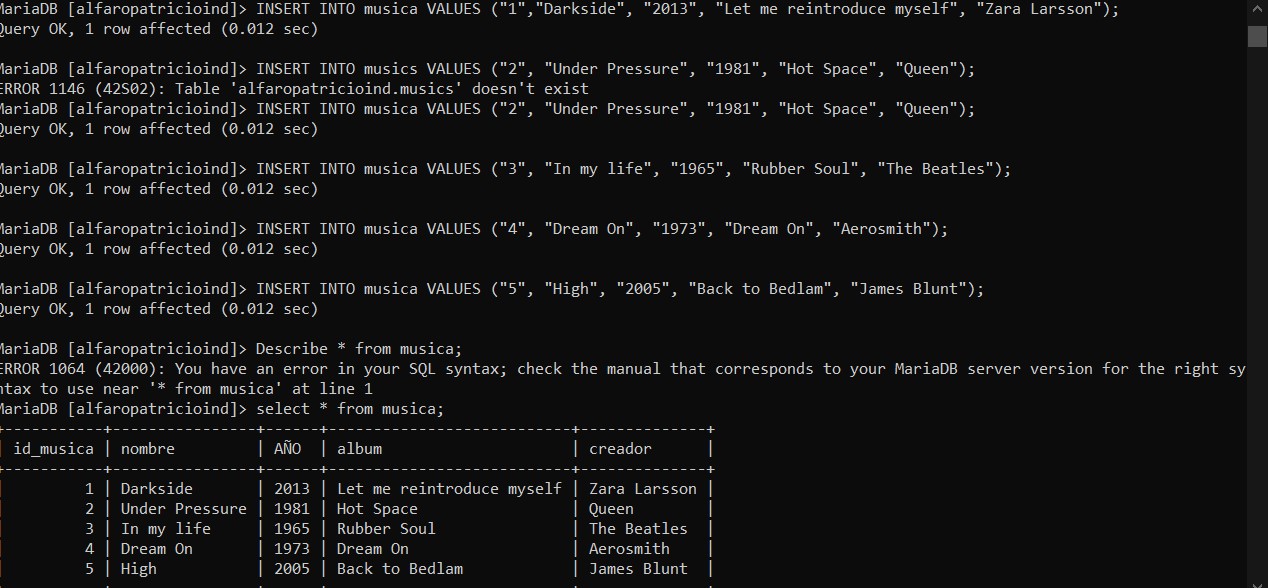 MariaDB [alfaropatricioind]> INSERT INTO musica VALUES ("1","Darkside", "2013", "Let me reintroduce myself", "Zara Larsson");
Query OK, 1 row affected (0.012 sec)
MariaDB [alfaropatricioind]> INSERT INTO musics VALUES ("2", "Under Pressure", "1981", "Hot Space", "Queen");
ERROR 1146 (42S02): Table 'alfaropatricioind.musics' doesn't exist
MariaDB [alfaropatricioind]> INSERT INTO musica VALUES ("2", "Under Pressure", "1981", "Hot Space", "Queen");
Query OK, 1 row affected (0.012 sec)
MariaDB [alfaropatricioind]> INSERT INTO musica VALUES ("3", "In my life", "1965", "Rubber Soul", "The Beatles");
Query OK, 1 row affected (0.012 sec)
MariaDB [alfaropatricioind]> INSERT INTO musica VALUES ("4", "Dream On", "1973", "Dream On", "Aerosmith");
Query OK, 1 row affected (0.012 sec)
MariaDB [alfaropatricioind]> INSERT INTO musica VALUES ("5", "High", "2005", "Back to Bedlam", "James Blunt");
Query OK, 1 row affected (0.012 sec)
MariaDB [alfaropatricioind]> Describe * from musica;
ERROR 1064 (42000): You have an error in your SQL syntax; check the manual that corresponds to your MariaDB server version for the right sy
ntax to use near '* from musica' at line 1
MariaDB [alfaropatricioind]> select * from musica;
+-----------+----------------+------+---------------------------+--------------+
| id_musica | nombre         | AÑO  | album                     | creador      |
+-----------+----------------+------+---------------------------+--------------+
|         1 | Darkside       | 2013 | Let me reintroduce myself | Zara Larsson |
|         2 | Under Pressure | 1981 | Hot Space                 | Queen        |
|         3 | In my life     | 1965 | Rubber Soul               | The Beatles  |
|         4 | Dream On       | 1973 | Dream On                  | Aerosmith    |
|         5 | High           | 2005 | Back to Bedlam            | James Blunt  |